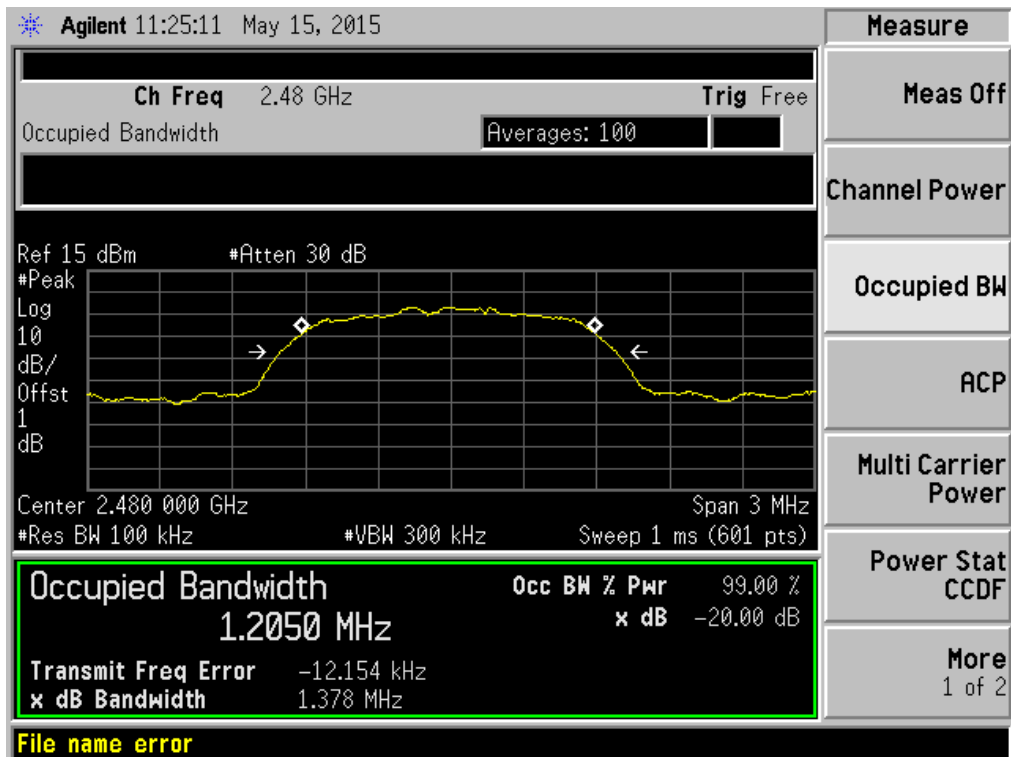 Agilent 11:25:11 May 15, 2015
Measure
Ch Freq 2.48 GHz Trig Free
Occupied Bandwidth Averages: 100
Meas Off
Channel Power
Occupied BW
ACP
Multi Carrier
Power
Power Stat
CCDF
More
1 of 2
Ref 15 dBm #Atten 30 dB
#Peak
Log
10
dB/
Offst
1
dB
Center 2.480 000 GHz Span 3 MHz
#Res BW 100 kHz #VBW 300 kHz Sweep 1 ms (601 pts)
Occupied Bandwidth Occ BW % Pwr 99.00 %
1.2050 MHz x dB -20.00 dB
Transmit Freq Error -12.154 kHz
x dB Bandwidth 1.378 MHz
File name error